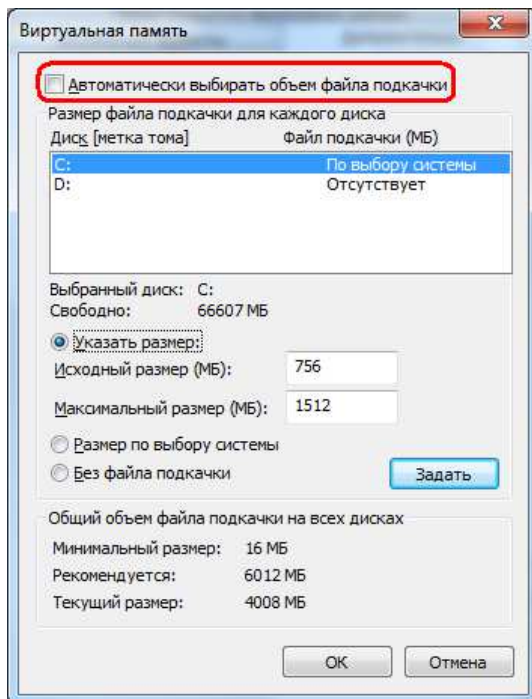 Виртуальная память
Автоматически выбирать объем файла подкачки
Размер файла подкачки для каждого диска
Диск [метка тома] Файл подкачки (МБ)
C: По выбору системы
D: Отсутствует
Выбранный диск: C:
Свободно: 66607 МБ
Указать размер:
Исходный размер (МБ): 756
Максимальный размер (МБ): 1512
Размер по выбору системы
Без файла подкачки Задать
Общий объем файла подкачки на всех дисках
Минимальный размер: 16 МБ
Рекомендуется: 6012 МБ
Текущий размер: 4008 МБ
ОК Отмена